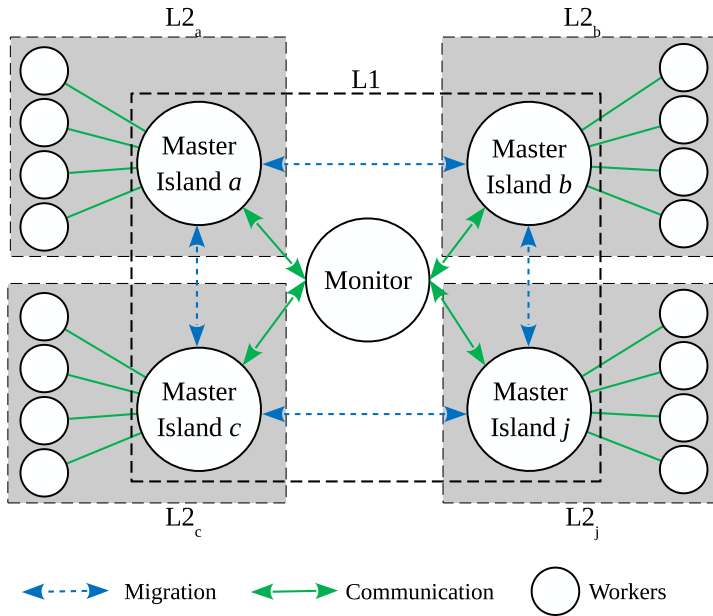 L2a
L2b
L1
Master
Island a
Master
Island b
Monitor
Master
Island c
Master
Island j
L2c
L2j
Migration
Communication
Workers